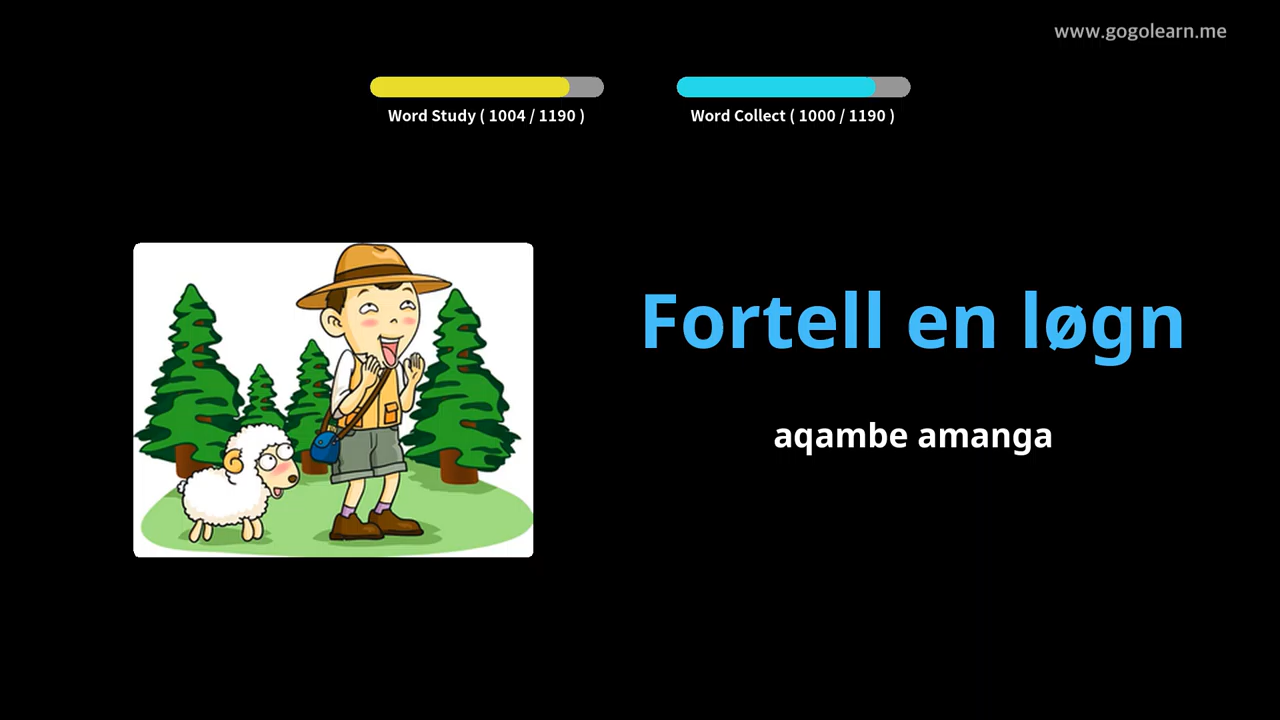 www.gogolearn.me
Word Study ( 1004 / 1190 )
Word Collect ( 1000 / 1190 )
Fortell en løgn
aqambe amanga